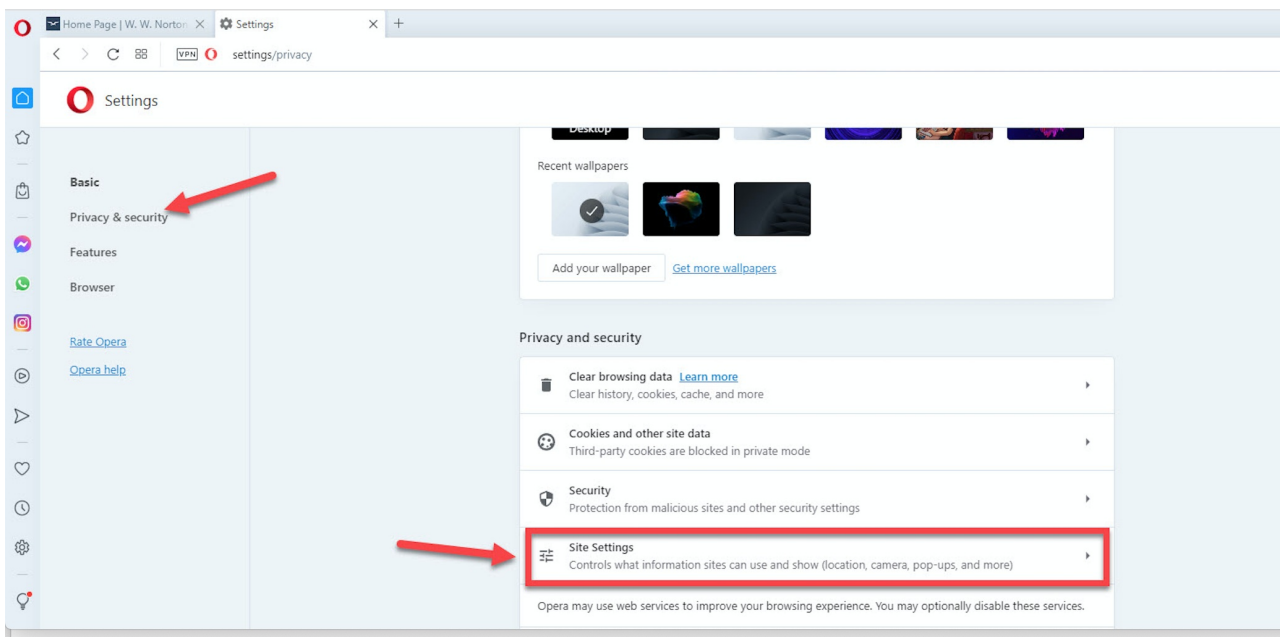 Home Page | W. W. Norton
Settings
VPN
settings/privacy
Settings
Desktop
Recent wallpapers
Basic
Privacy & security
Features
Add your wallpaper
Get more wallpapers
Browser
Privacy and security
Rate Opera
Opera help
Clear browsing data Learn more
Clear history, cookies, cache, and more
Cookies and other site data
Third-party cookies are blocked in private mode
Security
Protection from malicious sites and other security settings
Site Settings
Controls what information sites can use and show (location, camera, pop-ups, and more)
Opera may use web services to improve your browsing experience. You may optionally disable these services.